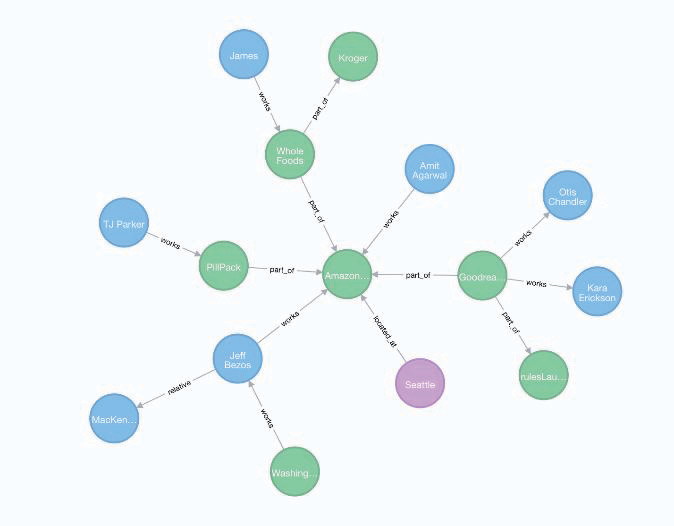 James
Kroger
works
part_of
Whole
Foods
Amit
Agarwal
Otis
Chandler
TJ Parker
part_of
works
works
works
PillPack
part_of
Amazon...
part_of
Goodrea...
works
Kara
Erickson
works
located_at
part_of
Jeff
Bezos
relative
Seattle
rulesLau...
MacKen...
works
Washing...